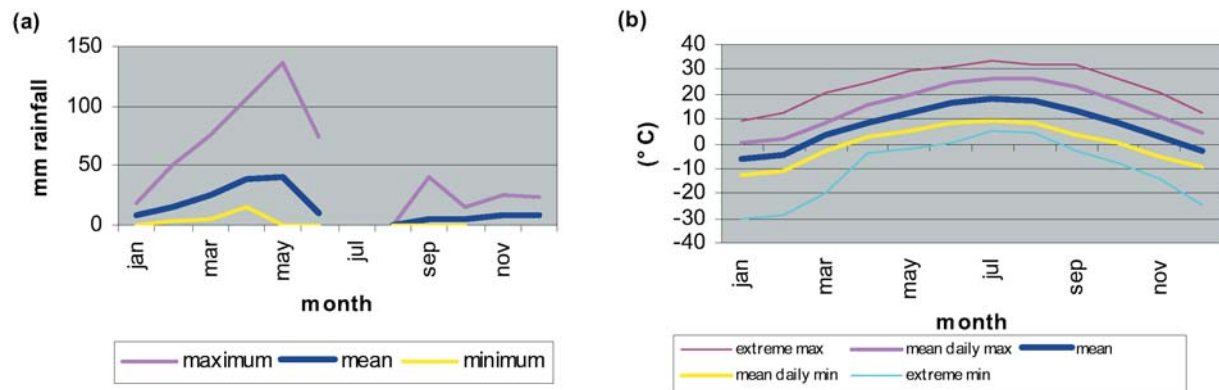 (a)
mm rainfall
150
100
50
0
jan
mar
may
jul
sep
nov
month
maximum mean minimum
(b)
(° C)
40
30
20
10
0
-10
-20
-30
-40
jan
mar
may
jul
sep
nov
month
extreme max mean daily max mean
mean daily min extreme min